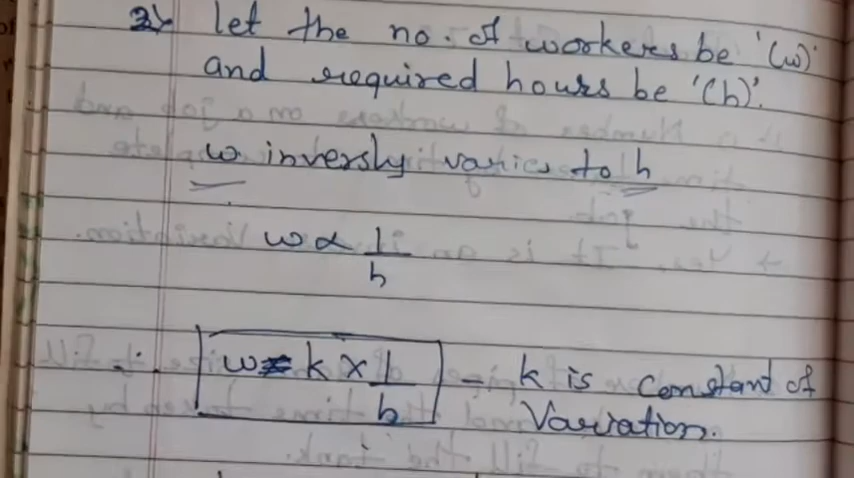 2) let the no. of workers be '(w)'
and required hours be '(h)'.
w inversly varies to h
w ∝ 1/h
∴ w = k × 1/h - k is constant of
Variation.